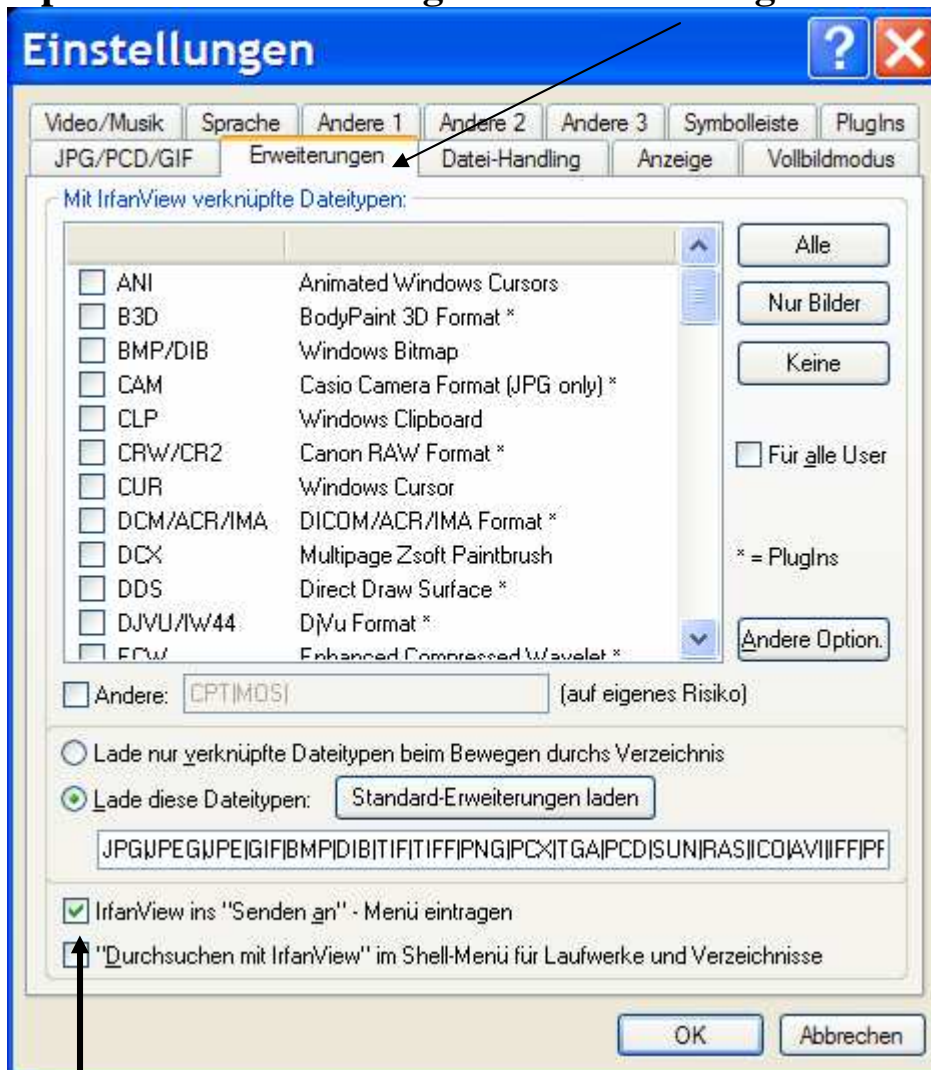 Einstellungen
Video/Musik Sprache Andere 1 Andere 2 Andere 3 Symbolleiste PlugIns
JPG/PCD/GIF Erweiterungen Datei-Handling Anzeige Vollbildmodus
Mit IrfanView verknüpfte Dateitypen:
Alle
ANI Animated Windows Cursors
Nur Bilder
B3D BodyPaint 3D Format *
BMP/DIB Windows Bitmap
Keine
CAM Casio Camera Format (JPG only) *
CLP Windows Clipboard
CRW/CR2 Canon RAW Format *
Für alle User
CUR Windows Cursor
DCM/ACR/IMA DICOM/ACR/IMA Format *
DCX Multipage Zsoft Paintbrush
* = PlugIns
DDS Direct Draw Surface *
DJVU/IW44 DjVu Format *
Andere Option.
ECW Enhanced Compressed Wavelet *
Andere: CPT|MOS| (auf eigenes Risiko)
Lade nur verknüpfte Dateitypen beim Bewegen durchs Verzeichnis
Lade diese Dateitypen: Standard-Erweiterungen laden
JPG|JPEG|JPE|GIF|BMP|DIB|TIF|TIFF|PNG|PCX|TGA|PCD|SUN|RAS|ICO|AVI|IFF|PF
IrfanView ins "Senden an" - Menü eintragen
"Durchsuchen mit IrfanView" im Shell-Menü für Laufwerke und Verzeichnisse
OK Abbrechen